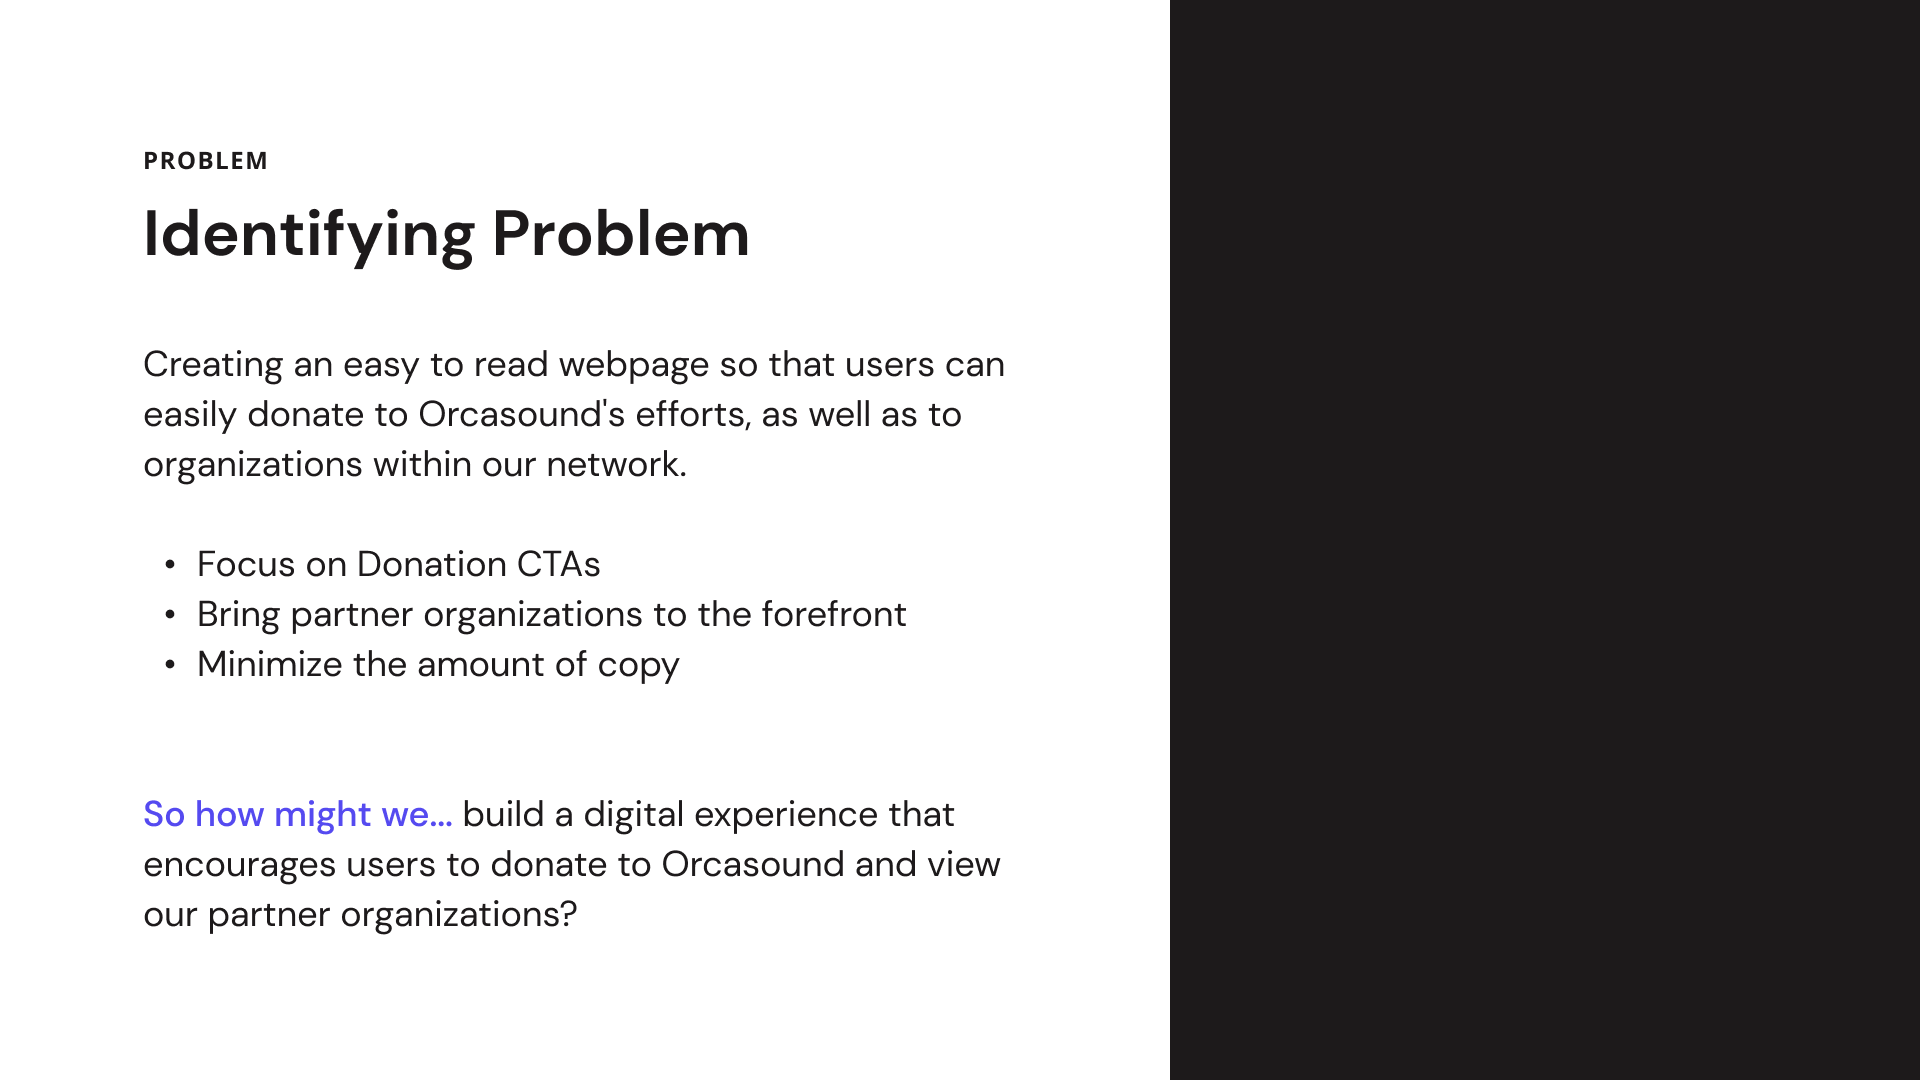 PROBLEM
Identifying Problem
Creating an easy to read webpage so that users can
easily donate to Orcasound's efforts, as well as to
organizations within our network.
• Focus on Donation CTAs
• Bring partner organizations to the forefront
• Minimize the amount of copy
So how might we... build a digital experience that
encourages users to donate to Orcasound and view
our partner organizations?